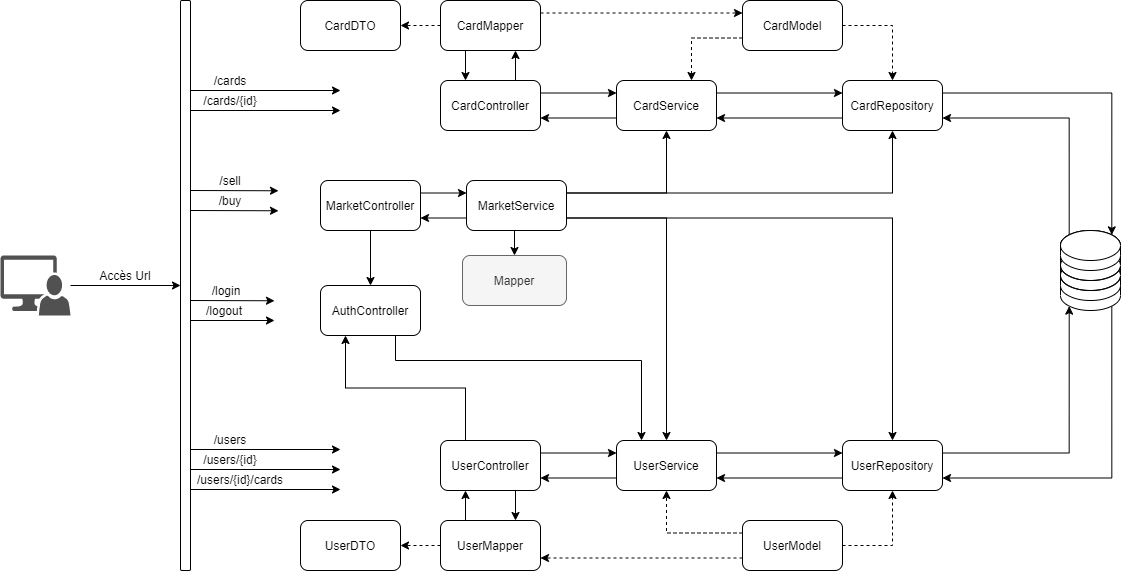 CardDTO
CardMapper
CardModel
/cards
/cards/{id}
CardController
CardService
CardRepository
/sell
/buy
MarketController
MarketService
Accès Url
Mapper
/login
/logout
AuthController
/users
/users/{id}
/users/{id}/cards
UserController
UserService
UserRepository
UserDTO
UserMapper
UserModel